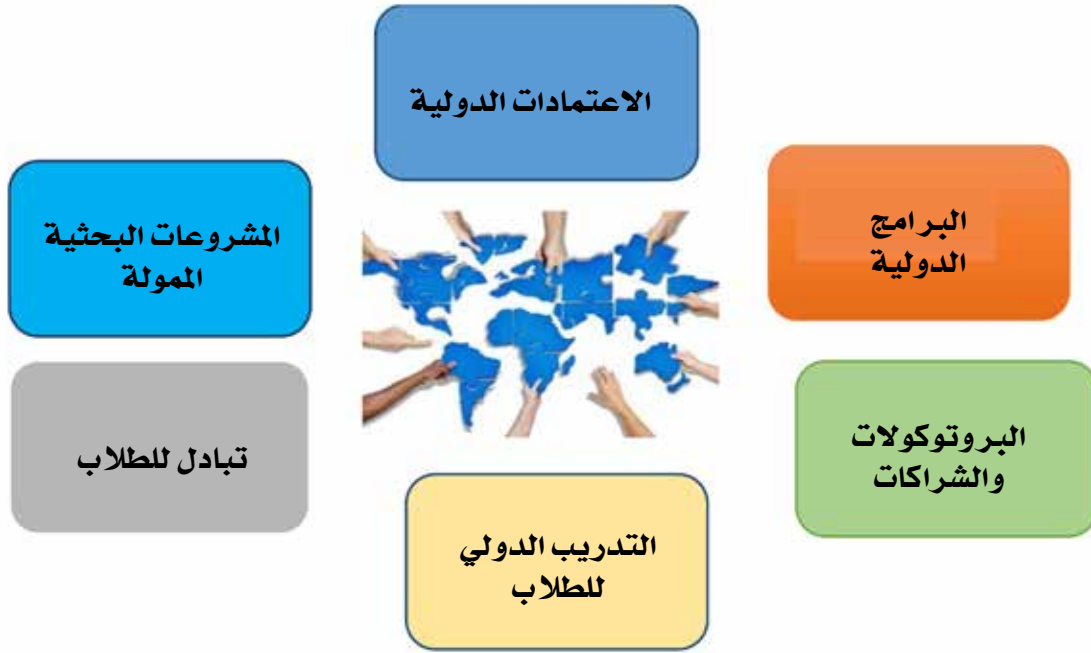 الاعتمادات الدولية
البرامج
الدولية
المشروعات البحثية
الممولة
البروتوكولات
والشراكات
تبادل للطلاب
التدريب الدولي
للطلاب